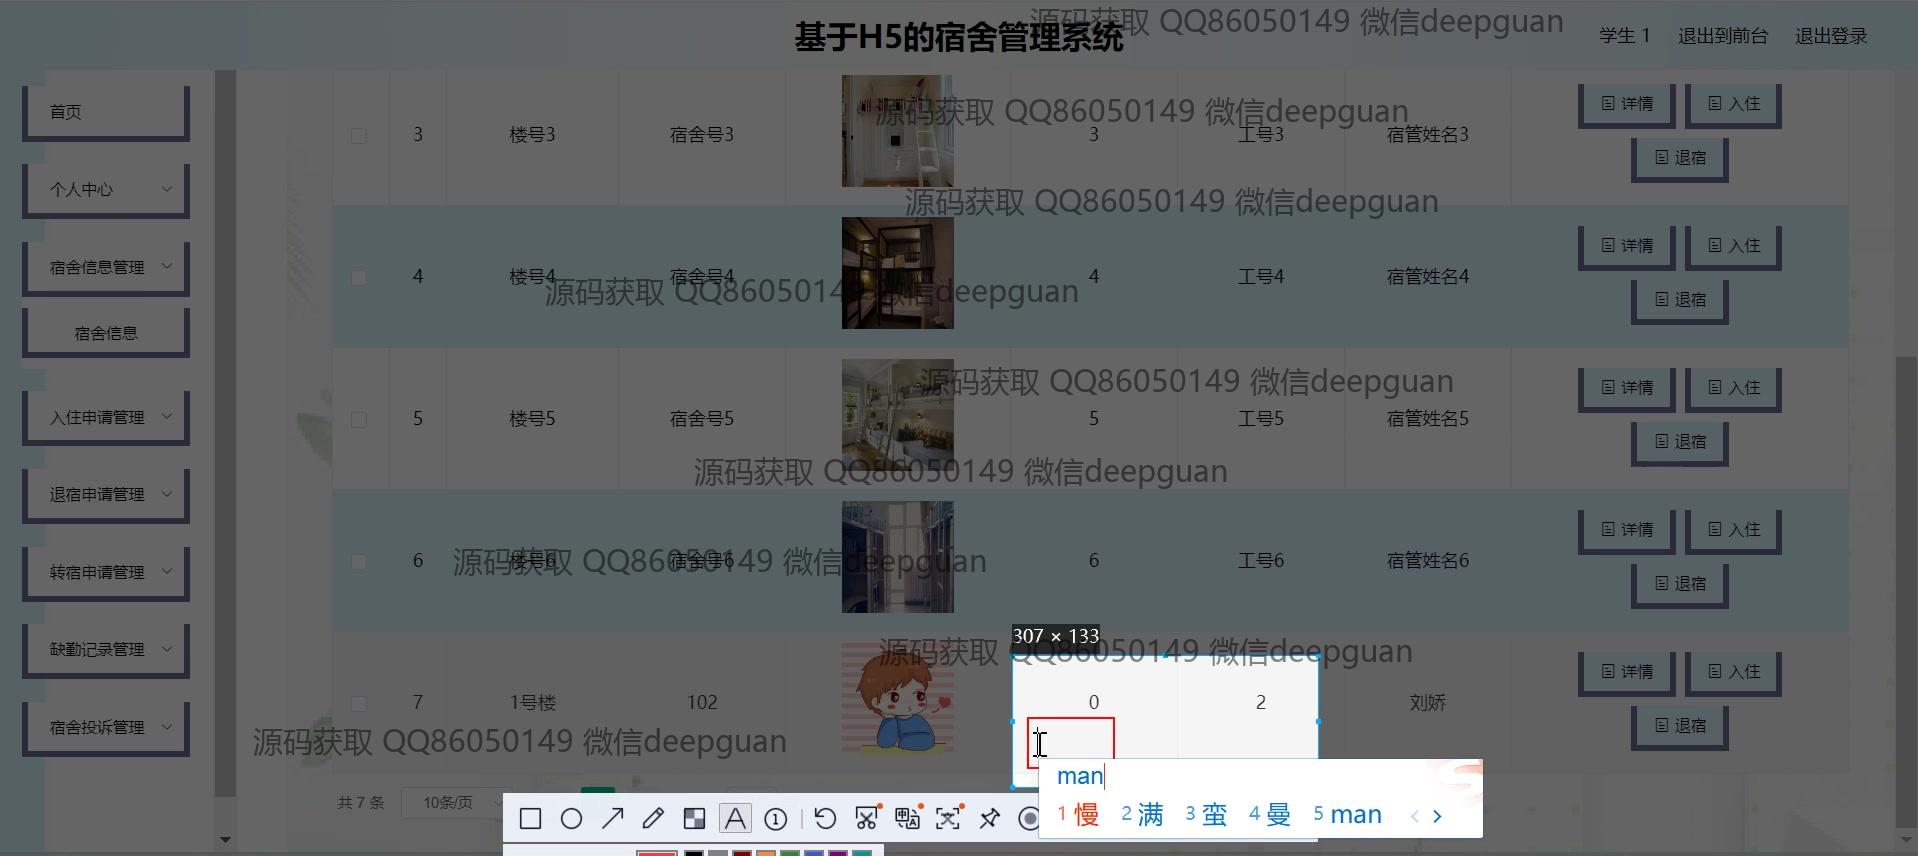 源码获取 QQ86050149 微信deepguan
基于H5的宿舍管理系统
学生 1 退出到前台 退出登录
首页
个人中心
宿舍信息管理
宿舍信息
入住申请管理
退宿申请管理
转宿申请管理
缺勤记录管理
宿舍投诉管理
源码获取 QQ86050149 微信deepguan
3 楼号3 宿舍号3 3 工号3 宿管姓名3 详情 入住
退宿
源码获取 QQ86050149 微信deepguan
4 楼号4 宿舍号4 4 工号4 宿管姓名4 详情 入住
退宿
源码获取 QQ86050149 微信deepguan
源码获取 QQ86050149 微信deepguan
5 楼号5 宿舍号5 5 工号5 宿管姓名5 详情 入住
退宿
源码获取 QQ86050149 微信deepguan
6 楼号6 宿舍号6 6 工号6 宿管姓名6 详情 入住
退宿
源码获取 QQ86050149 微信deepguan
307 × 133
源码获取 QQ86050149 微信deepguan
7 1号楼 102 0 2 刘娇 详情 入住
退宿
源码获取 QQ86050149 微信deepguan
共 7 条 10条/页
man
1 慢 2 满 3 蛮 4 曼 5 man